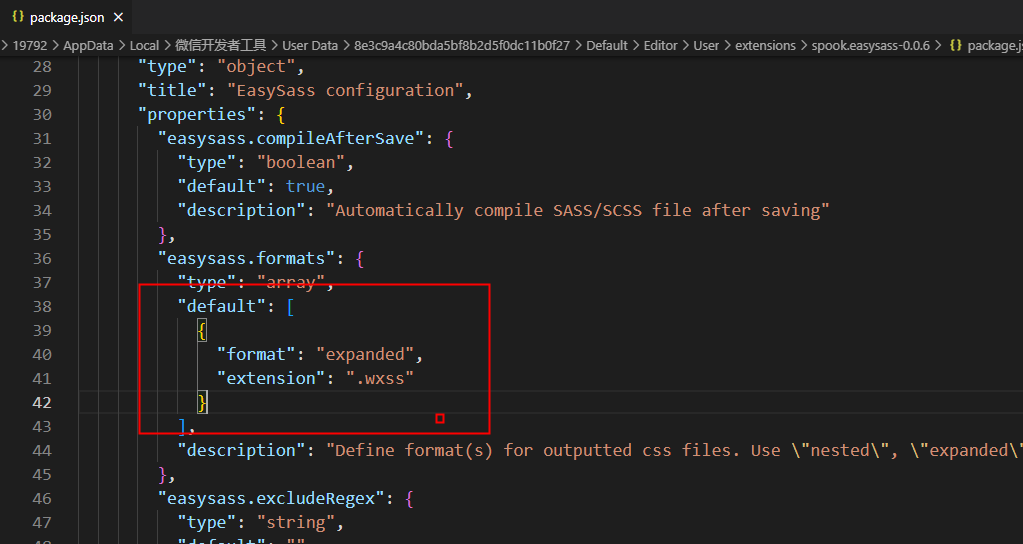 {} package.json ×
> 19792 > AppData > Local > 微信开发者工具 > User Data > 8e3c9a4c80bda5bf8b2d5f0dc11b0f27 > Default > Editor > User > extensions > spook.easysass-0.0.6 > {} package.js
28 "type": "object",
29 "title": "EasySass configuration",
30 "properties": {
31 "easysass.compileAfterSave": {
32 "type": "boolean",
33 "default": true,
34 "description": "Automatically compile SASS/SCSS file after saving"
35 },
36 "easysass.formats": {
37 "type": "array",
38 "default": [
39 {
40 "format": "expanded",
41 "extension": ".wxss"
42 }
43 ],
44 "description": "Define format(s) for outputted css files. Use \"nested\", \"expanded\"
45 },
46 "easysass.excludeRegex": {
47 "type": "string",
48 "default": ""